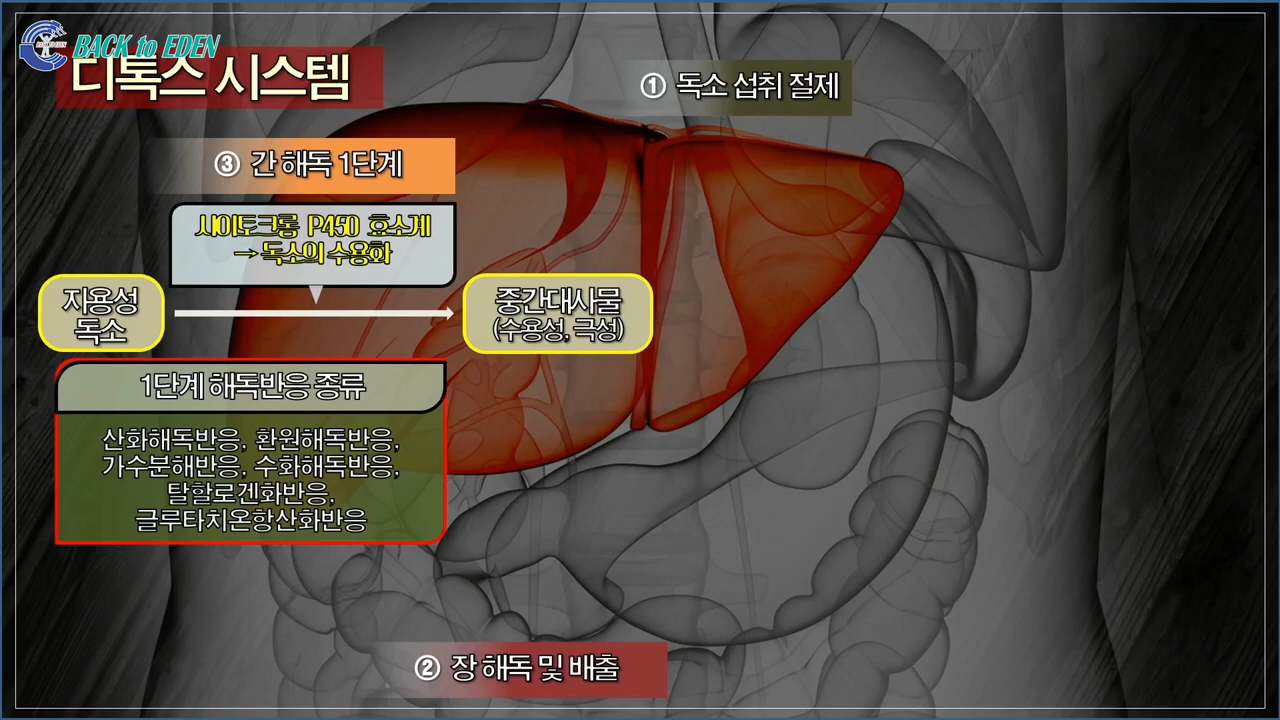 BACK to EDEN
디톡스 시스템
① 독소 섭취 절제
③ 간 해독 1단계
사이토크롬 P450 효소계
→ 독소의 수용화
지용성
독소
중간대사물
(수용성, 극성)
1단계 해독반응 종류
산화해독반응, 환원해독반응,
가수분해반응, 수화해독반응,
탈할로겐화반응,
글루타치온항산화반응
② 장 해독 및 배출